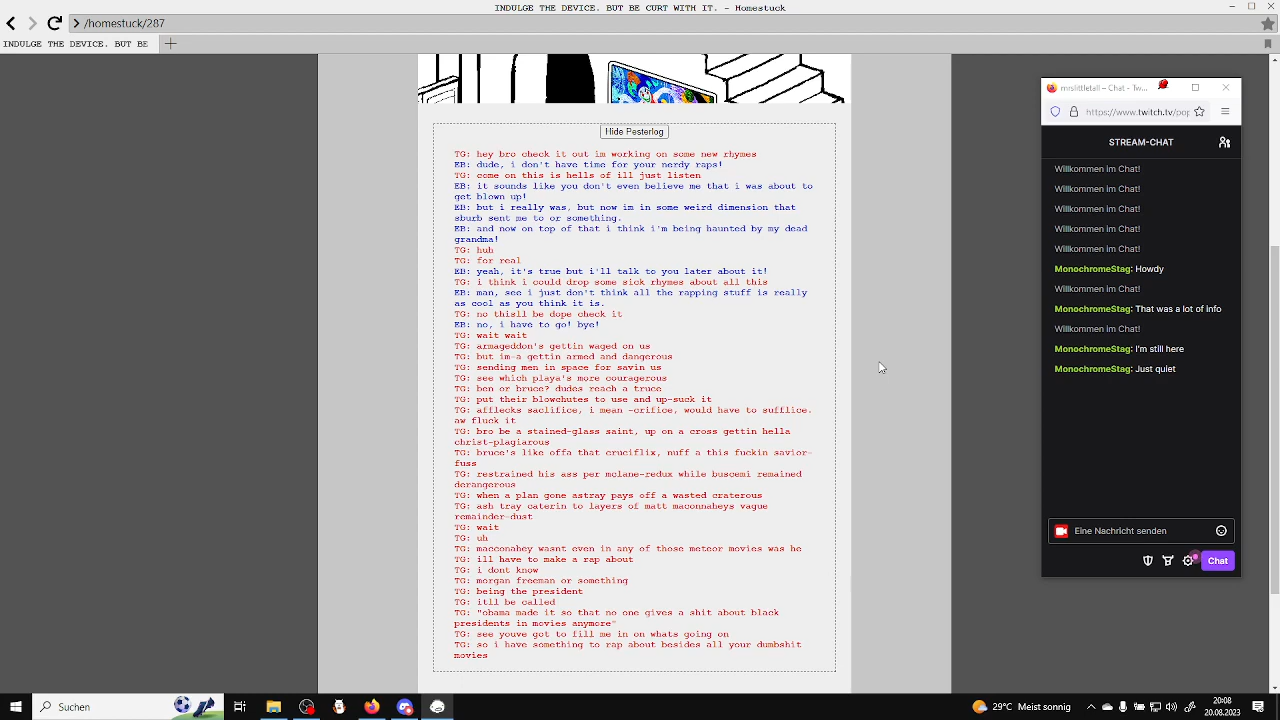 INDULGE THE DEVICE. BUT BE CURT WITH IT. - Homestuck
/homestuck/287
INDULGE THE DEVICE. BUT BE
Hide Pesterlog
TG: hey bro check it out im working on some new rhymes
EB: dude, i don't have time for your nerdy raps!
TG: come on this is hells of ill just listen
EB: it sounds like you don't even believe me that i was about to
get blown up!
EB: but i really was, but now im in some weird dimension that
sburb sent me to or something.
EB: and now on top of that i think i'm being haunted by my dead
grandma!
TG: huh
TG: for real
EB: yeah, it's true but i'll talk to you later about it!
TG: i think i could drop some sick rhymes about all this
EB: man, see i just don't think all the rapping stuff is really
as cool as you think it is.
TG: no thisll be dope check it
EB: no, i have to go! bye!
TG: wait wait
TG: armageddon's gettin waged on us
TG: but im-a gettin armed and dangerous
TG: sending men in space for savin us
TG: see which playa's more couragerous
TG: ben or bruce? dudes reach a truce
TG: put their blowchutes to use and up-suck it
TG: afflecks saclifice, i mean -orifice, would have to sufflice.
aw fluck it
TG: bro be a stained-glass saint, up on a cross gettin hella
christ-plagiarous
TG: bruce's like offa that cruciflix, nuff a this fuckin savior-
fuss
TG: restrained his ass per mclane-redux while buscemi remained
derangerous
TG: when a plan gone astray pays off a wasted craterous
TG: ash tray caterin to layers of matt maconnaheys vague
remainder-dust
TG: wait
TG: uh
TG: macconahey wasnt even in any of those meteor movies was he
TG: ill have to make a rap about
TG: i dont know
TG: morgan freeman or something
TG: being the president
TG: itll be called
TG: "obama made it so that no one gives a shit about black
presidents in movies anymore"
TG: see youve got to fill me in on whats going on
TG: so i have something to rap about besides all your dumbshit
movies
mrslittletall – Chat - Tw...
https://www.twitch.tv/pop
STREAM-CHAT
Willkommen im Chat!
Willkommen im Chat!
Willkommen im Chat!
Willkommen im Chat!
Willkommen im Chat!
MonochromeStag: Howdy
Willkommen im Chat!
MonochromeStag: That was a lot of info
Willkommen im Chat!
MonochromeStag: I'm still here
MonochromeStag: Just quiet
Eine Nachricht senden
Chat
Suchen
29°C Meist sonnig
20:08
20.08.2023